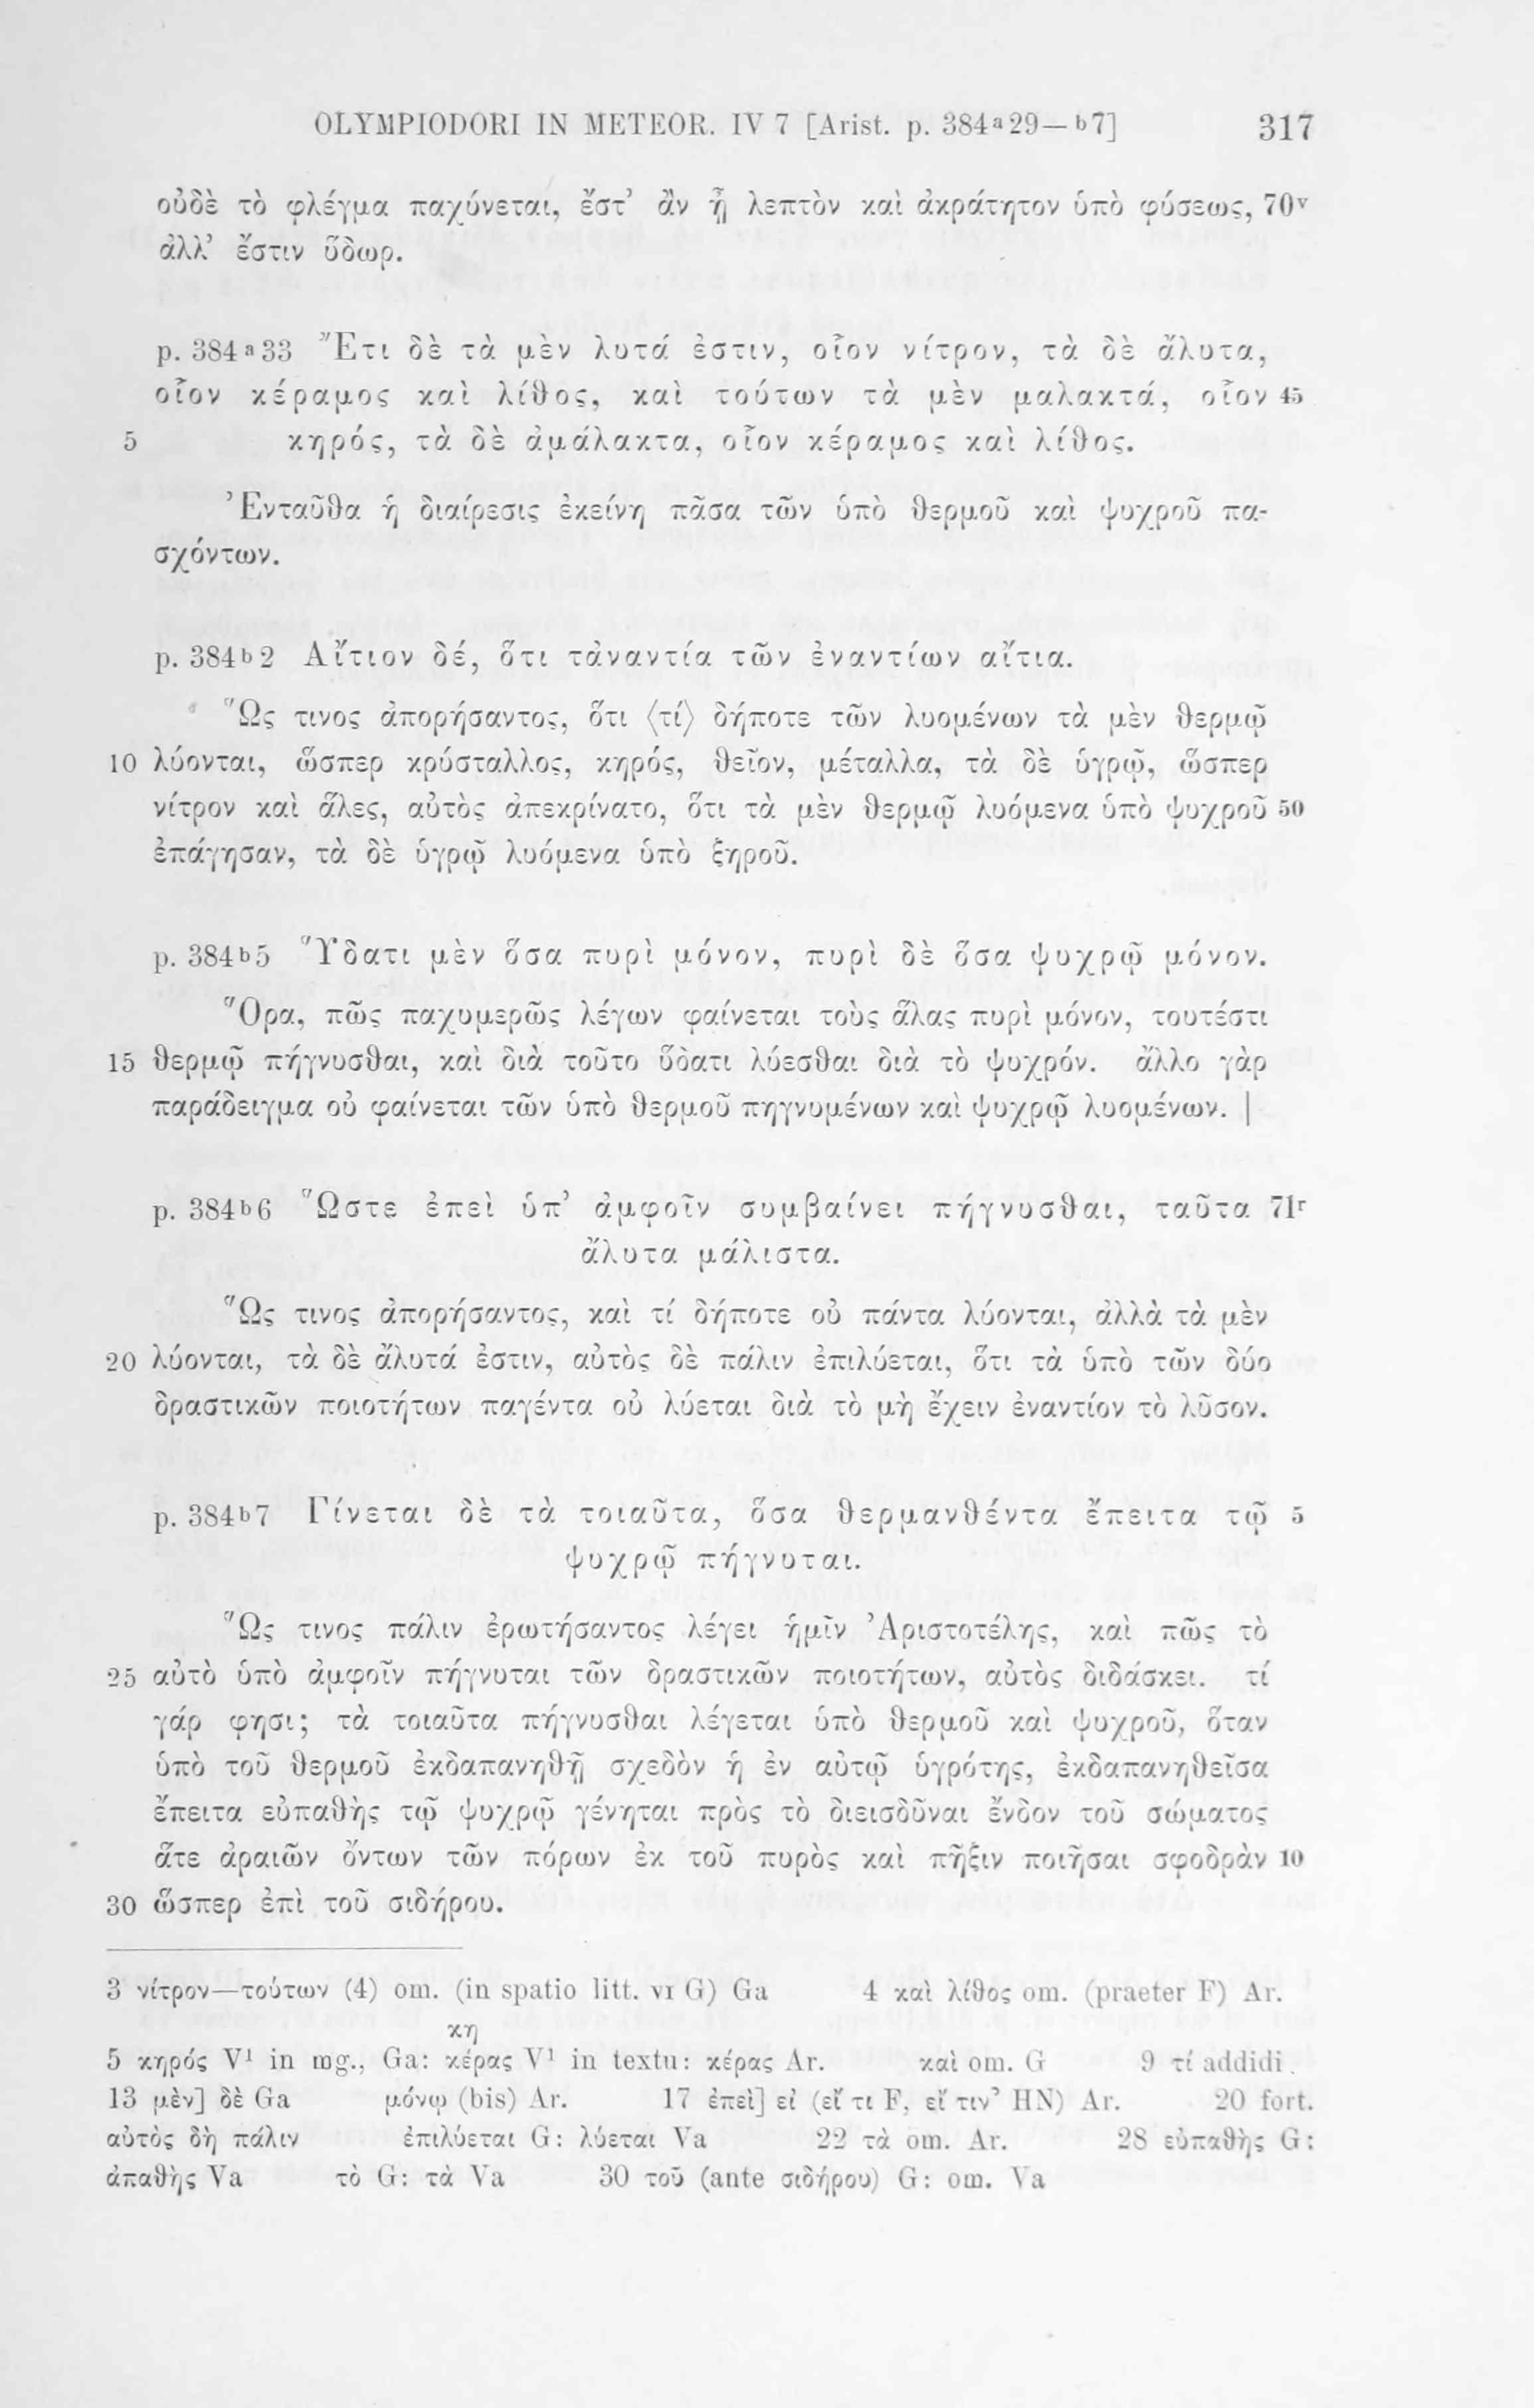 OLYMPIODORI IN METEOR. IV 7 [Arist. p. 384ᵃ29—ᵇ7] 317
οὐδὲ τὸ φλέγμα παχύνεται, ἔστ’ ἂν ᾖ λεπτὸν καὶ ἀκράτητον ὑπὸ φύσεως, 70ᵛ
ἀλλ’ ἔστιν ὕδωρ.
p. 384ᵃ33 Ἔτι δὲ τὰ μὲν λυτά ἐστιν, οἷον νίτρον, τὰ δὲ ἄλυτα,
οἷον κέραμος καὶ λίθος, καὶ τούτων τὰ μὲν μαλακτά, οἷον 45
5 κηρός, τὰ δὲ ἀμάλακτα, οἷον κέραμος καὶ λίθος.
Ἐνταῦθα ἡ διαίρεσις ἐκείνη πᾶσα τῶν ὑπὸ θερμοῦ καὶ ψυχροῦ πα-
σχόντων.
p. 384ᵇ2 Αἴτιον δέ, ὅτι τἀναντία τῶν ἐναντίων αἴτια.
Ὥς τινος ἀπορήσαντος, ὅτι ⟨τί⟩ δήποτε τῶν λυομένων τὰ μὲν θερμῷ
10 λύονται, ὥσπερ κρύσταλλος, κηρός, θεῖον, μέταλλα, τὰ δὲ ὑγρῷ, ὥσπερ
νίτρον καὶ ἅλες, αὐτὸς ἀπεκρίνατο, ὅτι τὰ μὲν θερμῷ λυόμενα ὑπὸ ψυχροῦ 50
ἐπάγησαν, τὰ δὲ ὑγρῷ λυόμενα ὑπὸ ξηροῦ.
p. 384ᵇ5 Ὕδατι μὲν ὅσα πυρὶ μόνον, πυρὶ δὲ ὅσα ψυχρῷ μόνον.
Ὅρα, πῶς παχυμερῶς λέγων φαίνεται τοὺς ἅλας πυρὶ μόνον, τουτέστι
15 θερμῷ πήγνυσθαι, καὶ διὰ τοῦτο ὕδατι λύεσθαι διὰ τὸ ψυχρόν. ἄλλο γὰρ
παράδειγμα οὐ φαίνεται τῶν ὑπὸ θερμοῦ πηγνυμένων καὶ ψυχρῷ λυομένων. |
p. 384ᵇ6 Ὥστε ἐπεὶ ὑπ’ ἀμφοῖν συμβαίνει πήγνυσθαι, ταῦτα 71ʳ
ἄλυτα μάλιστα.
Ὥς τινος ἀπορήσαντος, καὶ τί δήποτε οὐ πάντα λύονται, ἀλλὰ τὰ μὲν
20 λύονται, τὰ δὲ ἄλυτά ἐστιν, αὐτὸς δὲ πάλιν ἐπιλύεται, ὅτι τὰ ὑπὸ τῶν δύο
δραστικῶν ποιοτήτων παγέντα οὐ λύεται διὰ τὸ μὴ ἔχειν ἐναντίον τὸ λῦσον.
p. 384ᵇ7 Γίνεται δὲ τὰ τοιαῦτα, ὅσα θερμανθέντα ἔπειτα τῷ 5
ψυχρῷ πήγνυται.
Ὥς τινος πάλιν ἐρωτήσαντος λέγει ἡμῖν Ἀριστοτέλης, καὶ πῶς τὸ
25 αὐτὸ ὑπὸ ἀμφοῖν πήγνυται τῶν δραστικῶν ποιοτήτων, αὐτὸς διδάσκει. τί
γάρ φησι; τὰ τοιαῦτα πήγνυσθαι λέγεται ὑπὸ θερμοῦ καὶ ψυχροῦ, ὅταν
ὑπὸ τοῦ θερμοῦ ἐκδαπανηθῇ σχεδὸν ἡ ἐν αὐτῷ ὑγρότης, ἐκδαπανηθεῖσα
ἔπειτα εὐπαθὴς τῷ ψυχρῷ γένηται πρὸς τὸ διεισδῦναι ἔνδον τοῦ σώματος
ἅτε ἀραιῶν ὄντων τῶν πόρων ἐκ τοῦ πυρὸς καὶ πῆξιν ποιῆσαι σφοδρὰν 10
30 ὥσπερ ἐπὶ τοῦ σιδήρου.
3 νίτρον—τούτων (4) om. (in spatio litt. VI G) Ga 4 καὶ λίθος om. (praeter F) Ar.
κη
5 κηρός V¹ in mg., Ga: κέρας V¹ in textu: κέρας Ar. καὶ om. G 9 τί addidi.
13 μὲν] δὲ Ga μόνῳ (bis) Ar. 17 ἐπεὶ] εἰ (εἴ τι F, εἴ τιν’ HN) Ar. 20 fort.
αὐτὸς δὴ πάλιν ἐπιλύεται G: λύεται Va 22 τὰ om. Ar. 28 εὐπαθὴς G:
ἀπαθὴς Va τὸ G: τὰ Va 30 τοῦ (ante σιδήρου) G: om. Va